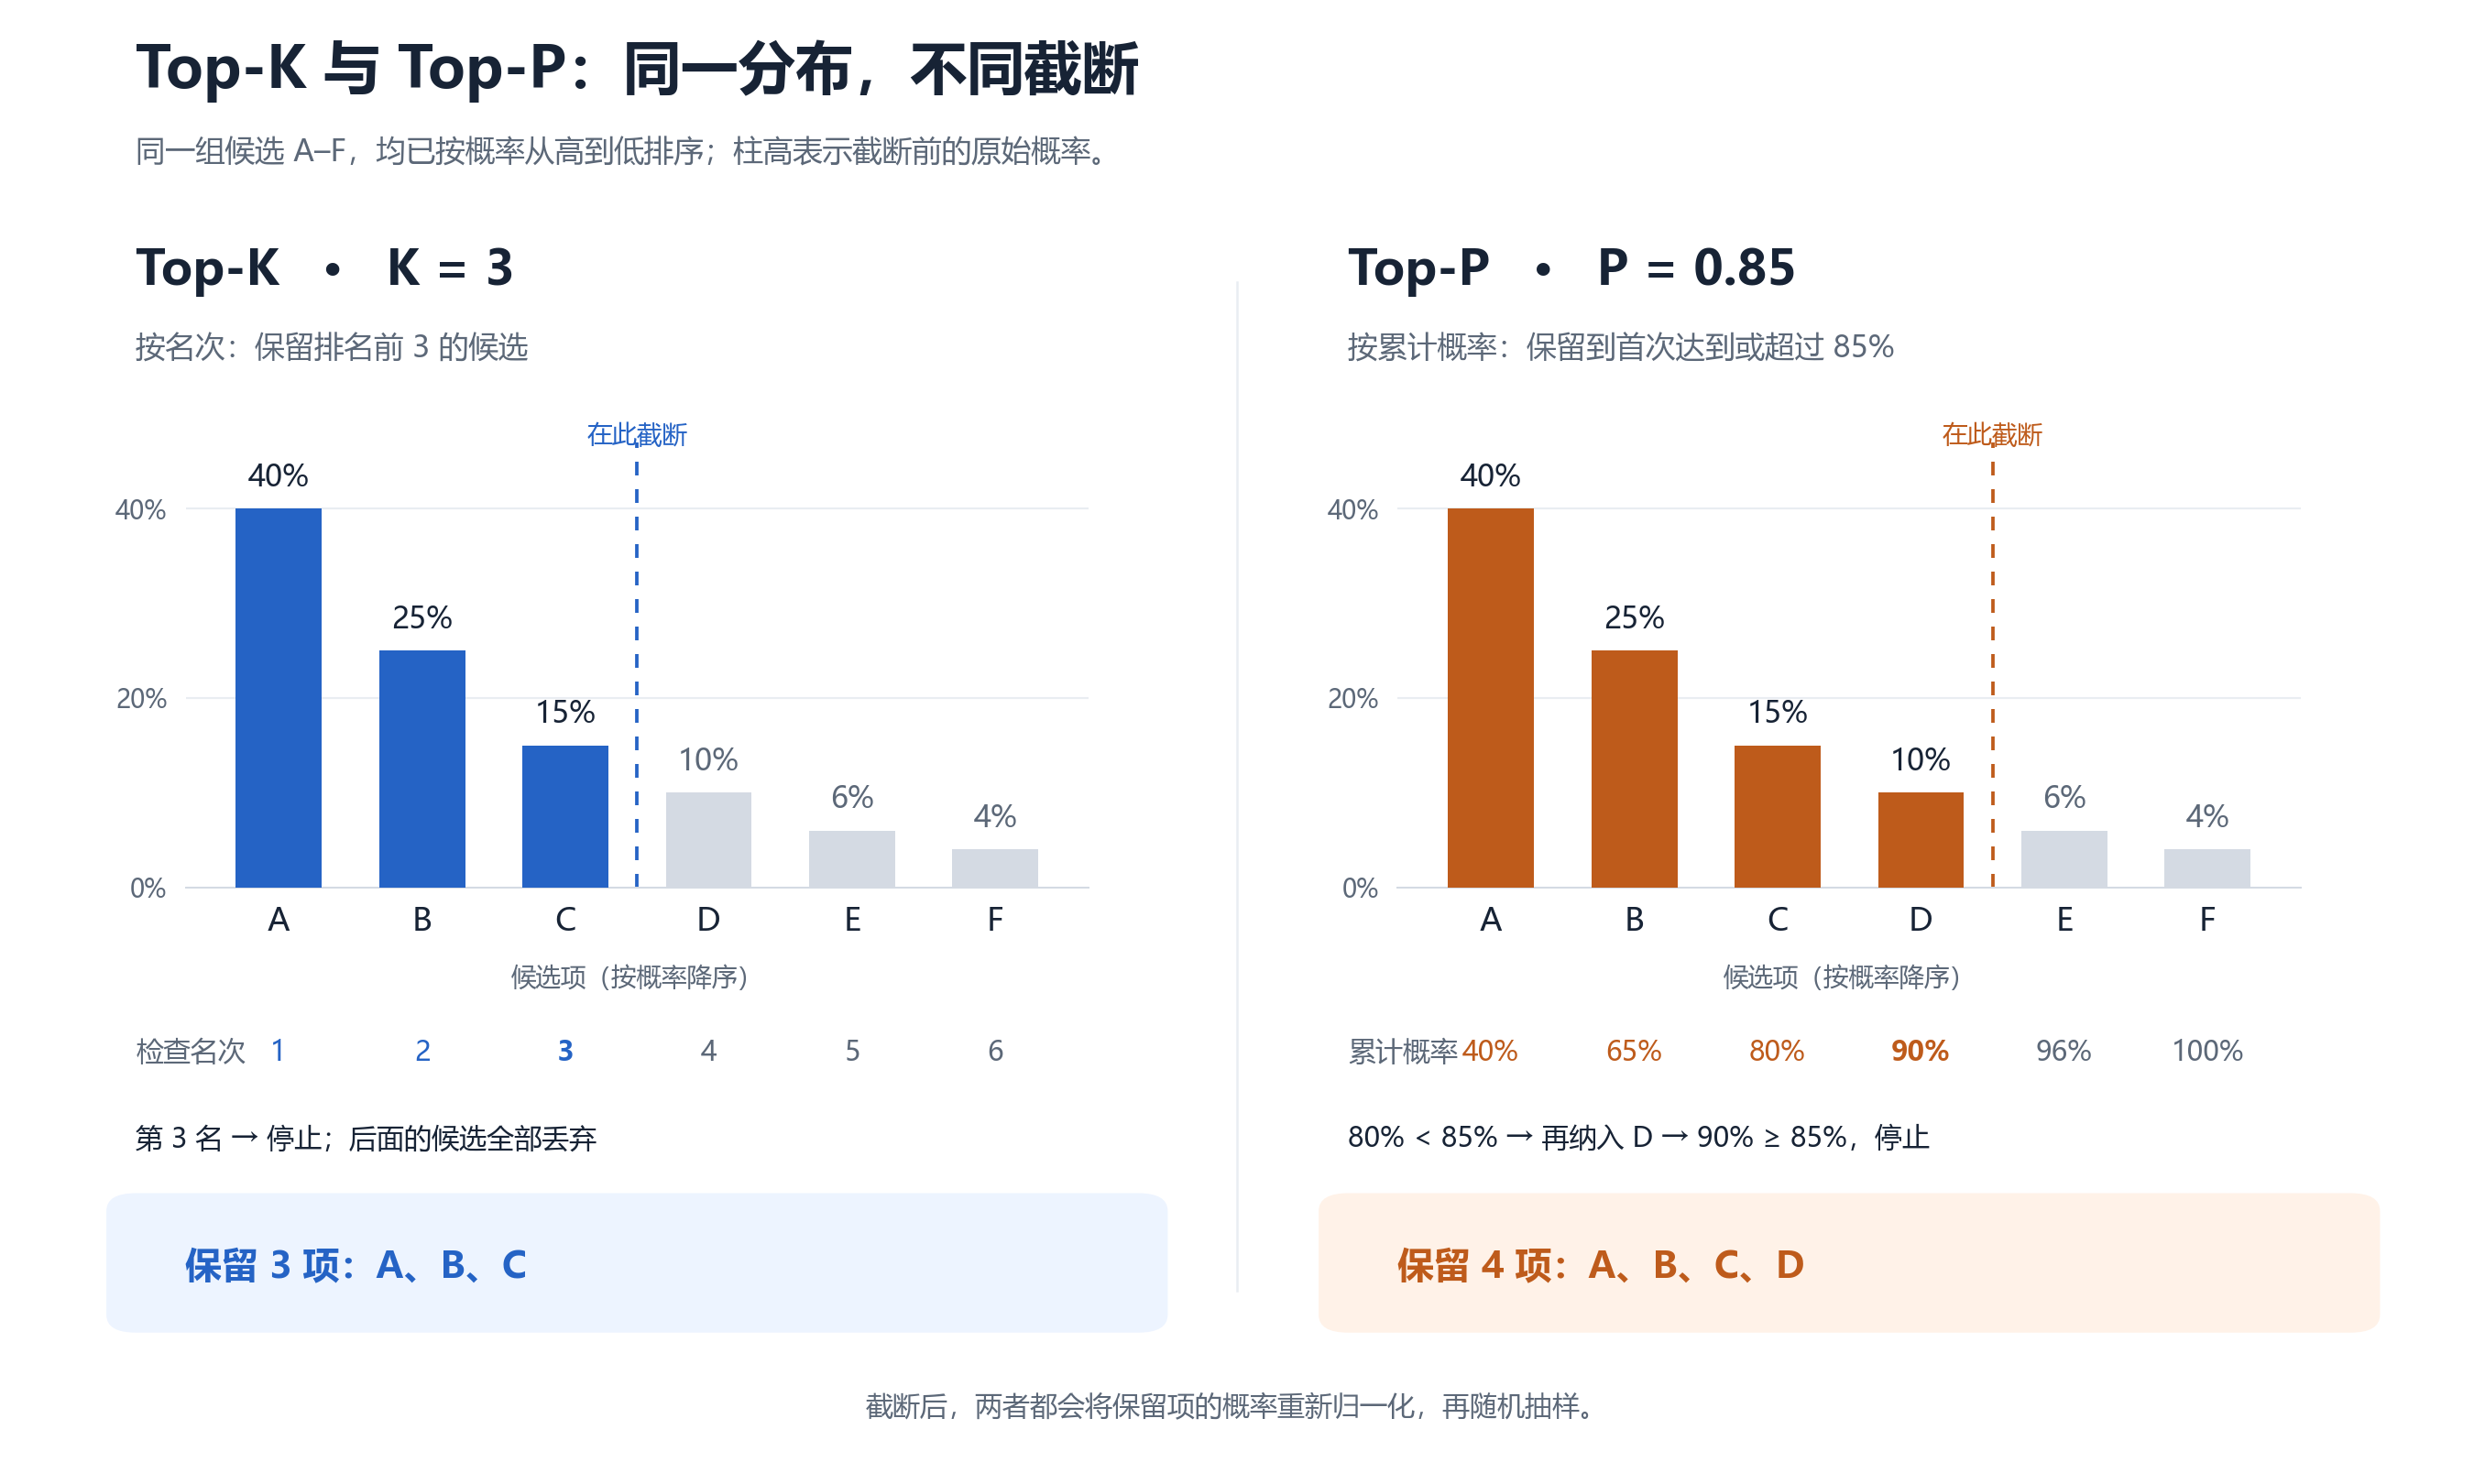 Top-K 与 Top-P：同一分布，不同截断
同一组候选 A–F，均已按概率从高到低排序；柱高表示截断前的原始概率。
Top-K • K = 3
按名次：保留排名前 3 的候选
在此截断
40%
40%
25%
20%
15%
10%
6%
4%
0%
A B C D E F
候选项（按概率降序）
检查名次 1 2 3 4 5 6
第 3 名 → 停止；后面的候选全部丢弃
保留 3 项：A、B、C
Top-P • P = 0.85
按累计概率：保留到首次达到或超过 85%
在此截断
40%
40%
25%
20%
15%
10%
6%
4%
0%
A B C D E F
候选项（按概率降序）
累计概率 40% 65% 80% 90% 96% 100%
80% < 85% → 再纳入 D → 90% ≥ 85%，停止
保留 4 项：A、B、C、D
截断后，两者都会将保留项的概率重新归一化，再随机抽样。